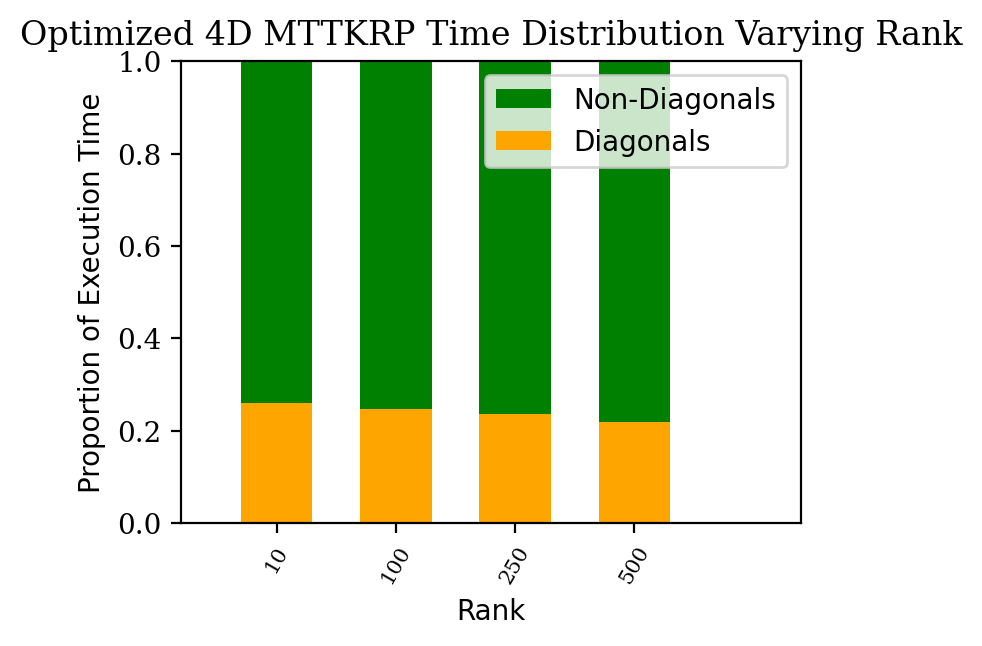 Optimized 4D MTTKRP Time Distribution Varying Rank
Proportion of Execution Time
1.0
0.8
0.6
0.4
0.2
0.0
Non-Diagonals
Diagonals
10
100
250
500
Rank